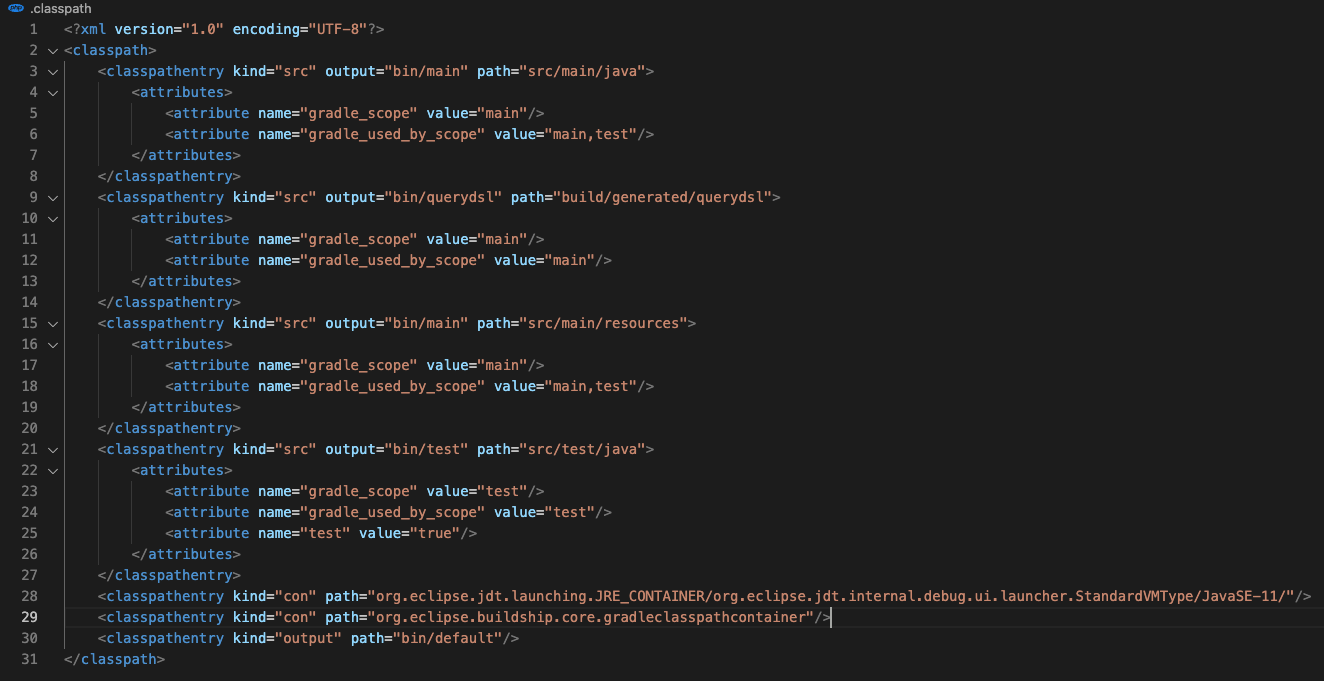 php .classpath
1 <?xml version="1.0" encoding="UTF-8"?>
2 <classpath>
3 <classpathentry kind="src" output="bin/main" path="src/main/java">
4 <attributes>
5 <attribute name="gradle_scope" value="main"/>
6 <attribute name="gradle_used_by_scope" value="main,test"/>
7 </attributes>
8 </classpathentry>
9 <classpathentry kind="src" output="bin/querydsl" path="build/generated/querydsl">
10 <attributes>
11 <attribute name="gradle_scope" value="main"/>
12 <attribute name="gradle_used_by_scope" value="main"/>
13 </attributes>
14 </classpathentry>
15 <classpathentry kind="src" output="bin/main" path="src/main/resources">
16 <attributes>
17 <attribute name="gradle_scope" value="main"/>
18 <attribute name="gradle_used_by_scope" value="main,test"/>
19 </attributes>
20 </classpathentry>
21 <classpathentry kind="src" output="bin/test" path="src/test/java">
22 <attributes>
23 <attribute name="gradle_scope" value="test"/>
24 <attribute name="gradle_used_by_scope" value="test"/>
25 <attribute name="test" value="true"/>
26 </attributes>
27 </classpathentry>
28 <classpathentry kind="con" path="org.eclipse.jdt.launching.JRE_CONTAINER/org.eclipse.jdt.internal.debug.ui.launcher.StandardVMType/JavaSE-11/"/>
29 <classpathentry kind="con" path="org.eclipse.buildship.core.gradleclasspathcontainer"/>
30 <classpathentry kind="output" path="bin/default"/>
31 </classpath>